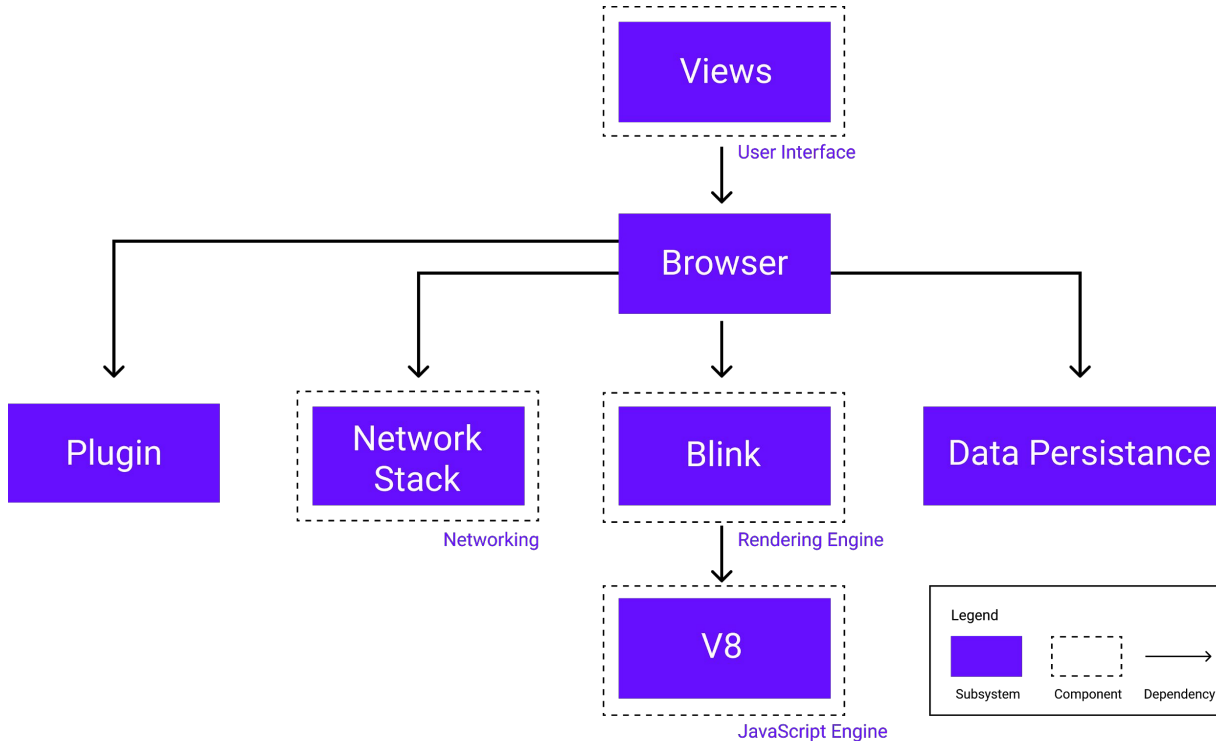 Views
User Interface
Browser
Plugin
Network
Stack
Blink
Data Persistance
Networking
Rendering Engine
V8
JavaScript Engine
Legend
Subsystem
Component
Dependency